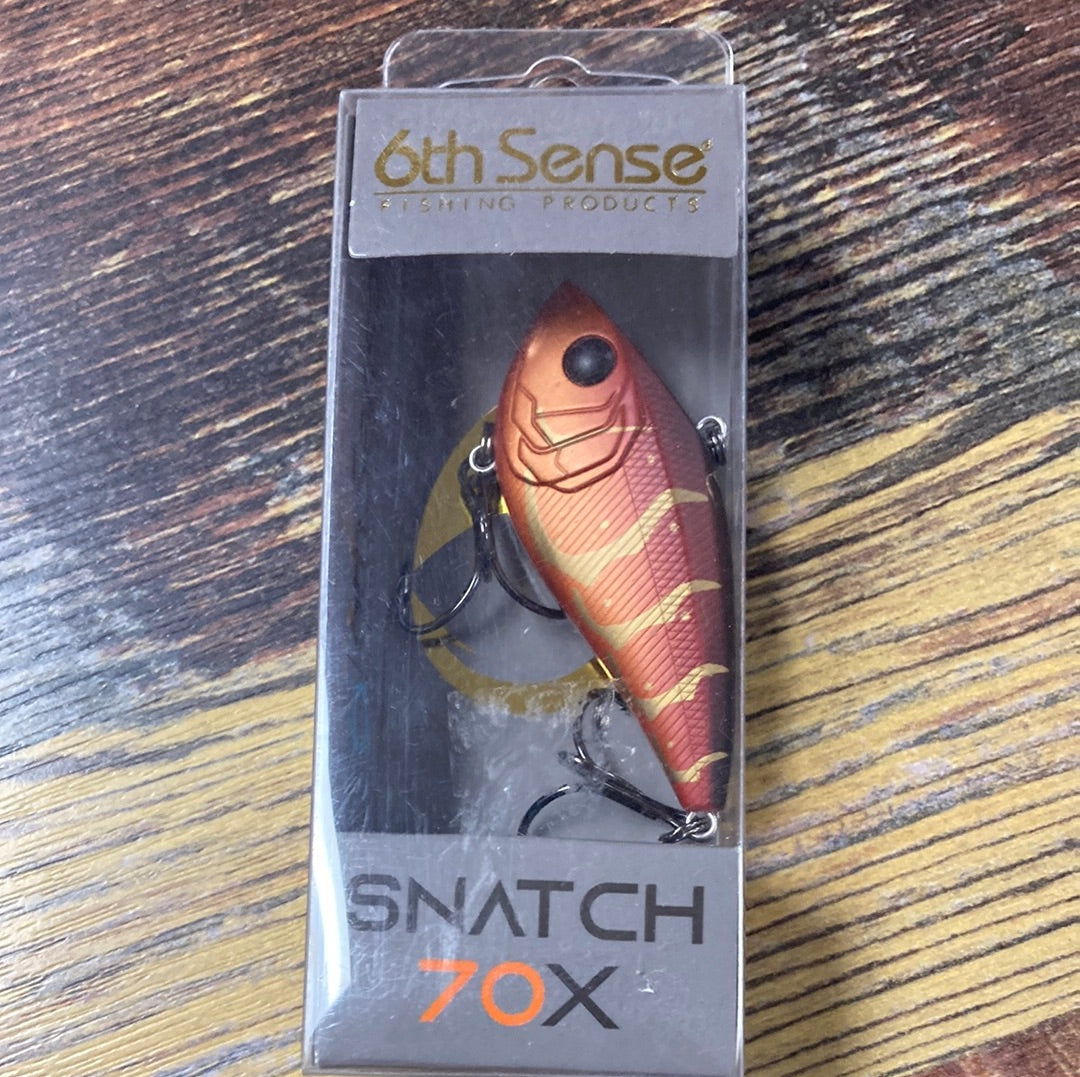 6th Sense
FISHING PRODUCTS
SNATCH
70X